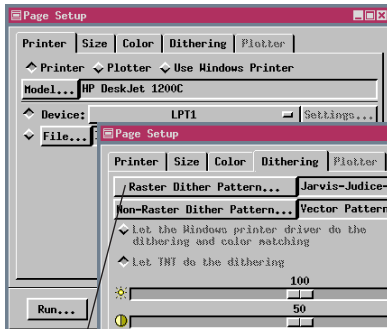 Page Setup
Printer Size Color Dithering Plotter
Printer Plotter Use Windows Printer
Model... HP DeskJet 1200C
Device: LPT1 Settings...
File...
Page Setup
Printer Size Color Dithering Plotter
Raster Dither Pattern... Jarvis-Judice-
Non-Raster Dither Pattern... Vector Pattern
Let the Windows printer driver do the
dithering and color matching
Let TNT do the dithering
100
50
Run...